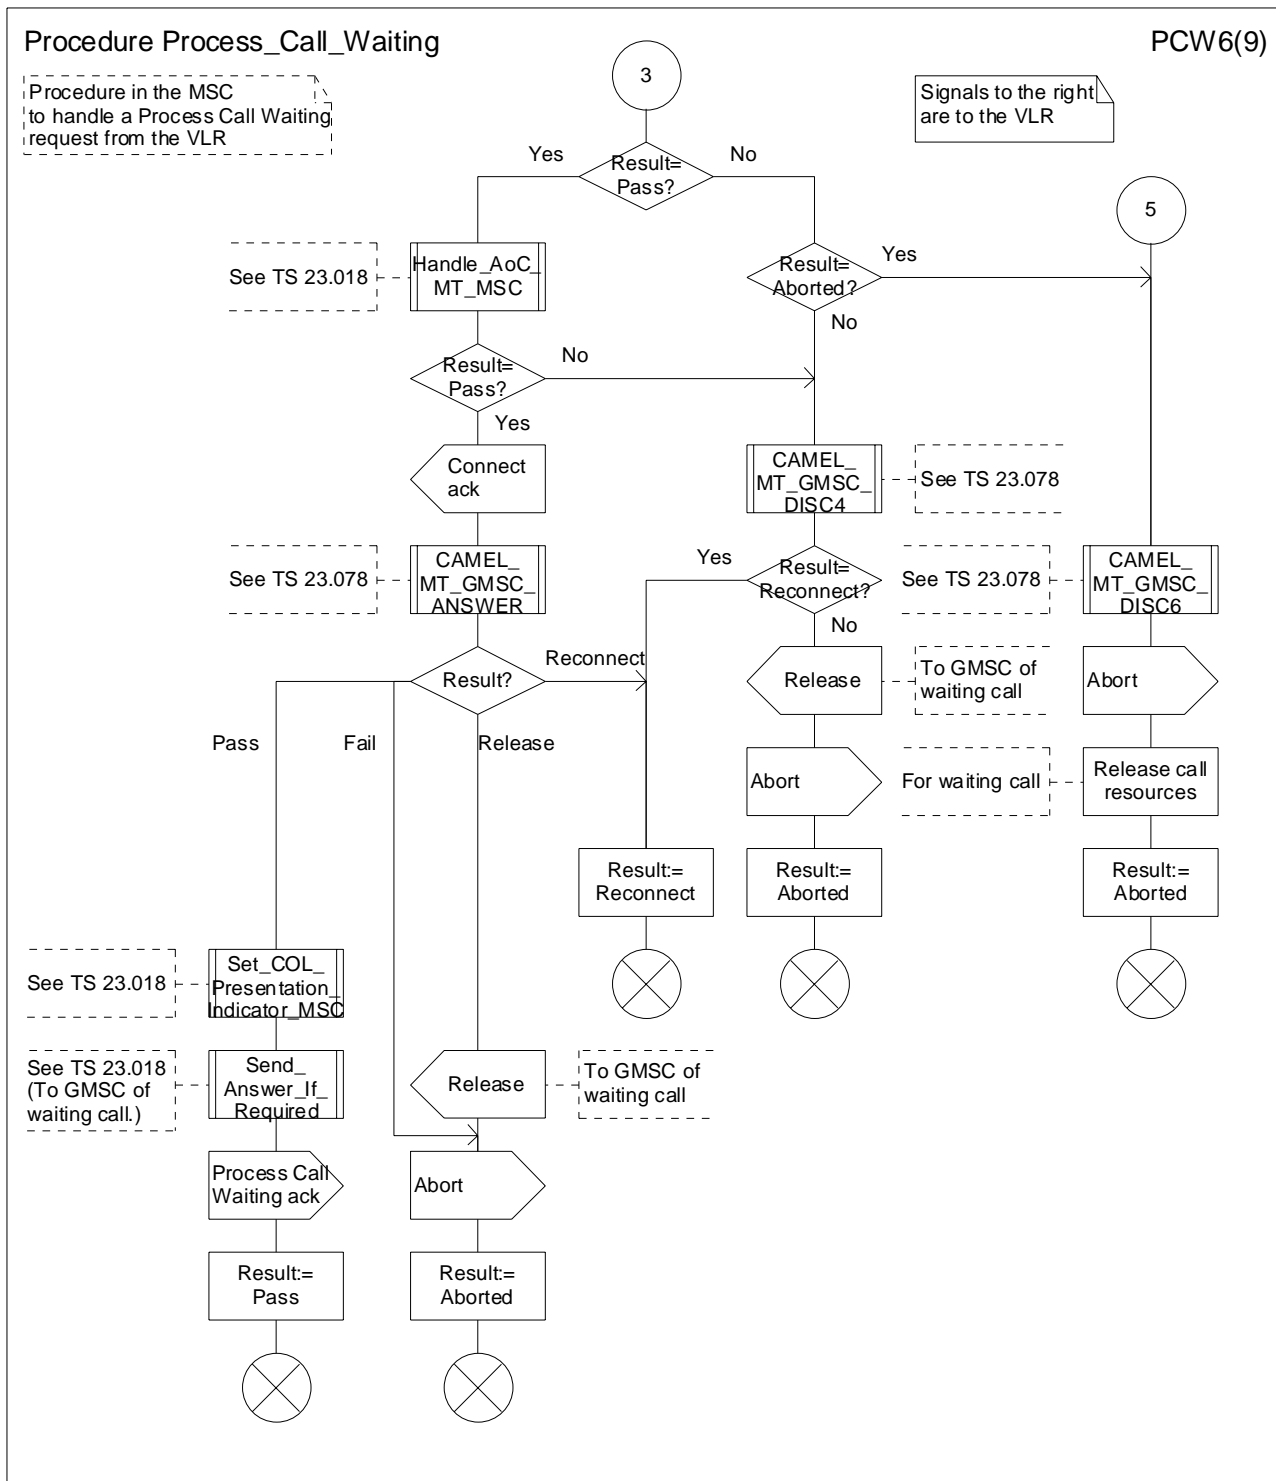 Procedure Process_Call_Waiting
PCW6(9)
Procedure in the MSC
to handle a Process Call Waiting
request from the VLR
3
Signals to the right
are to the VLR
Yes
Result=
Pass?
No
5
See TS 23.018
Handle_AoC_
MT_MSC
Result=
Aborted?
Yes
No
Result=
Pass?
No
Yes
Connect
ack
CAMEL_
MT_GMSC_
DISC4
See TS 23.078
See TS 23.078
CAMEL_
MT_GMSC_
ANSWER
Yes
Result=
Reconnect?
No
See TS 23.078
CAMEL_
MT_GMSC_
DISC6
Result?
Reconnect
Pass
Fail
Release
Release
To GMSC of
waiting call
Abort
Abort
For waiting call
Release call
resources
Result:=
Reconnect
Result:=
Aborted
Result:=
Aborted
See TS 23.018
Set_COL_
Presentation_
Indicator_MSC
See TS 23.018
(To GMSC of
waiting call.)
Send_
Answer_If_
Required
Release
To GMSC of
waiting call
Process Call
Waiting ack
Abort
Result:=
Pass
Result:=
Aborted